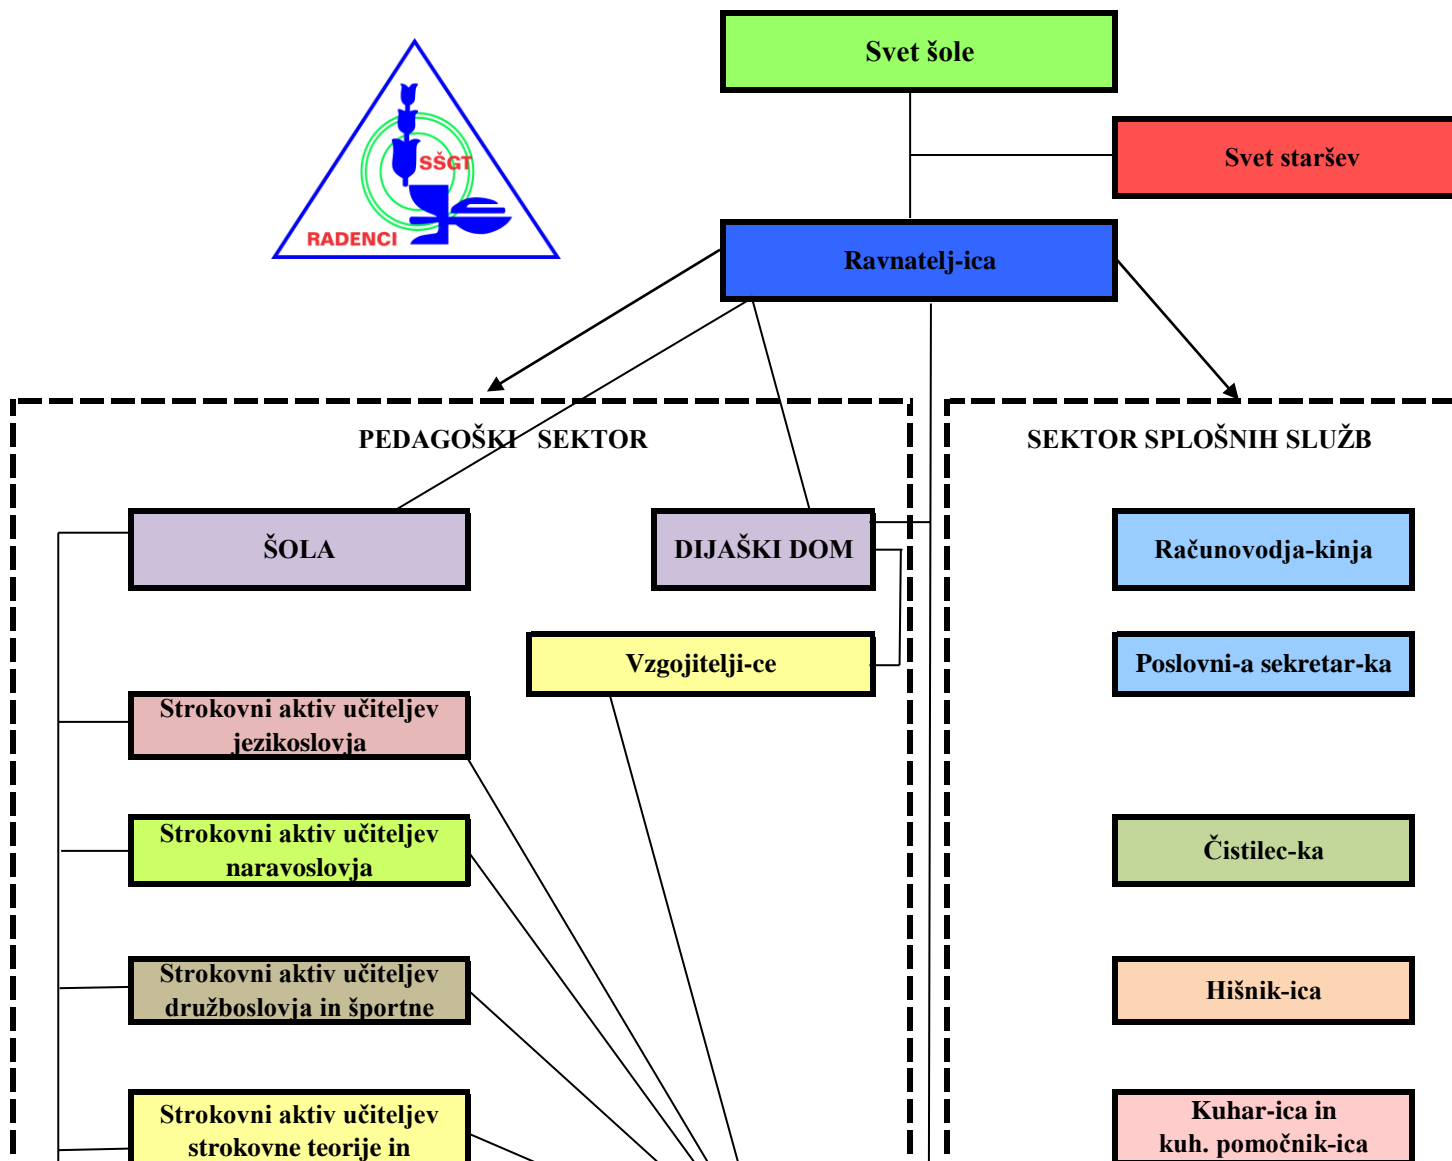 Svet šole
SŠGT
RADENCI
Svet staršev
Ravnatelj-ica
PEDAGOŠKI SEKTOR
SEKTOR SPLOŠNIH SLUŽB
ŠOLA
DIJAŠKI DOM
Računovodja-kinja
Vzgojitelji-ce
Poslovni-a sekretar-ka
Strokovni aktiv učiteljev
jezikoslovja
Strokovni aktiv učiteljev
naravoslovja
Čistilec-ka
Strokovni aktiv učiteljev
družboslovja in športne
Hišnik-ica
Strokovni aktiv učiteljev
strokovne teorije in
Kuhar-ica in
kuh. pomočnik-ica